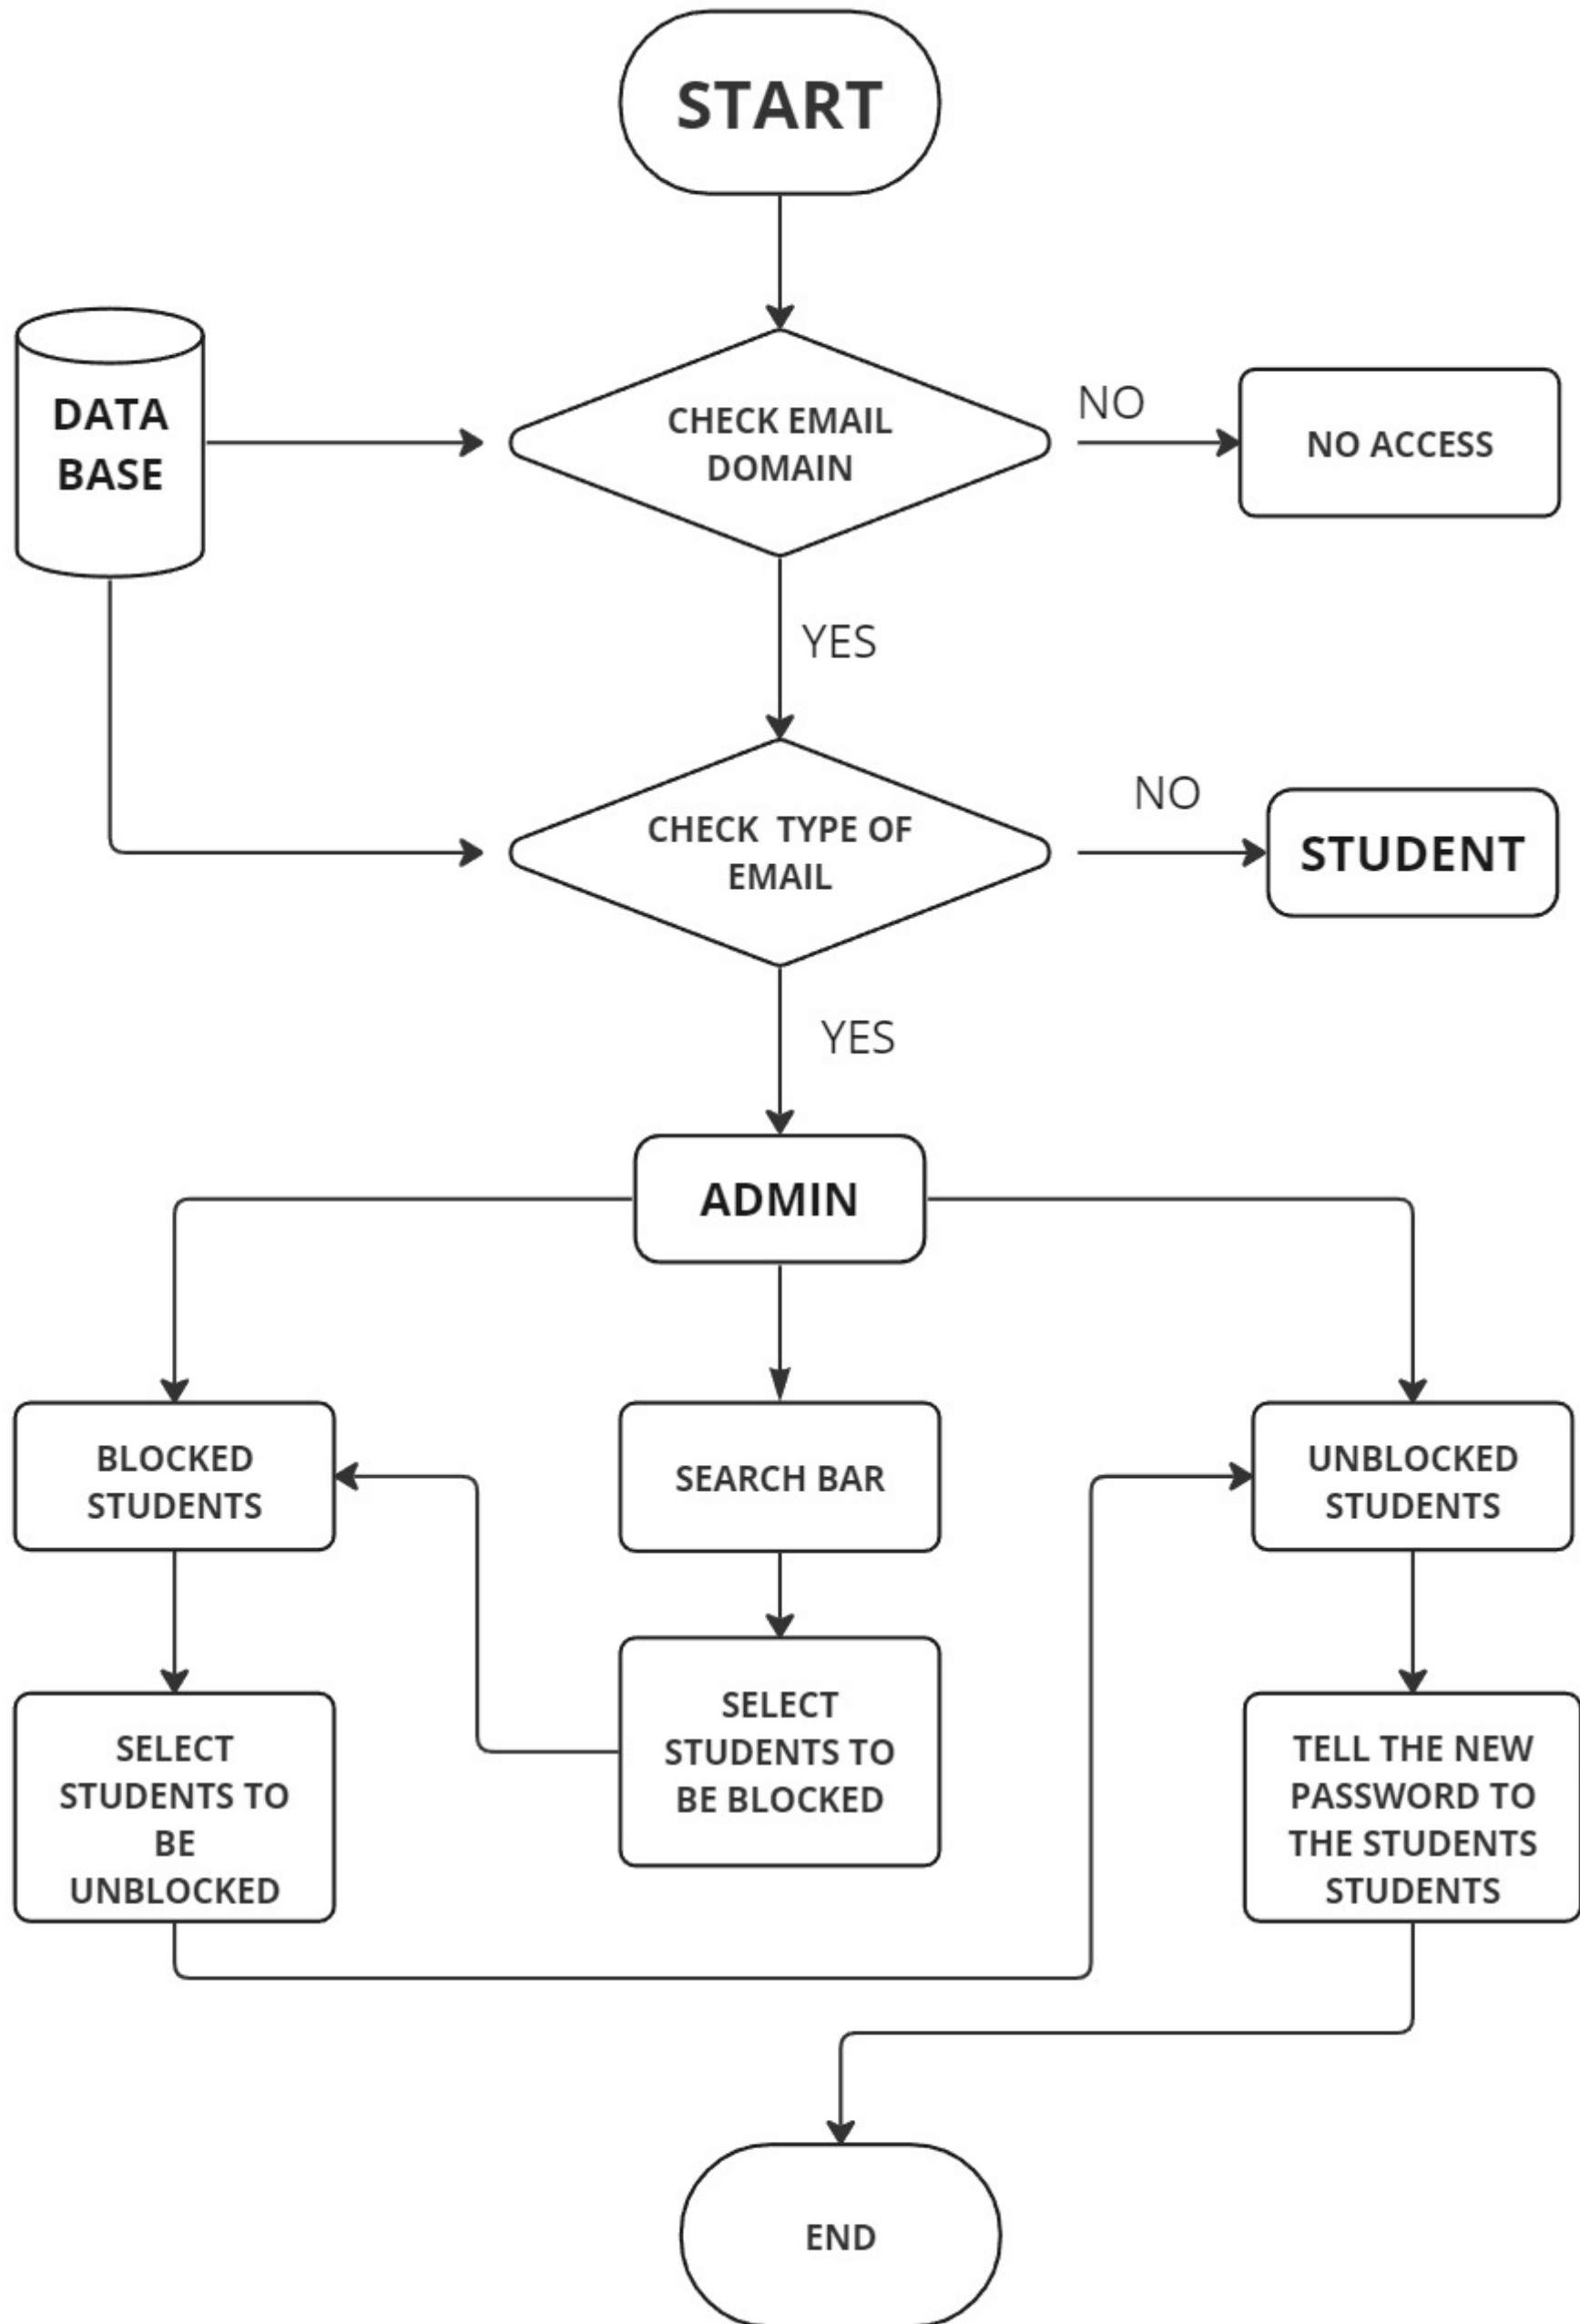 START
DATA
BASE
CHECK EMAIL
DOMAIN
NO
NO ACCESS
YES
CHECK TYPE OF
EMAIL
NO
STUDENT
YES
ADMIN
BLOCKED
STUDENTS
SEARCH BAR
UNBLOCKED
STUDENTS
SELECT
STUDENTS TO
BE
UNBLOCKED
SELECT
STUDENTS TO
BE BLOCKED
TELL THE NEW
PASSWORD TO
THE STUDENTS
STUDENTS
END